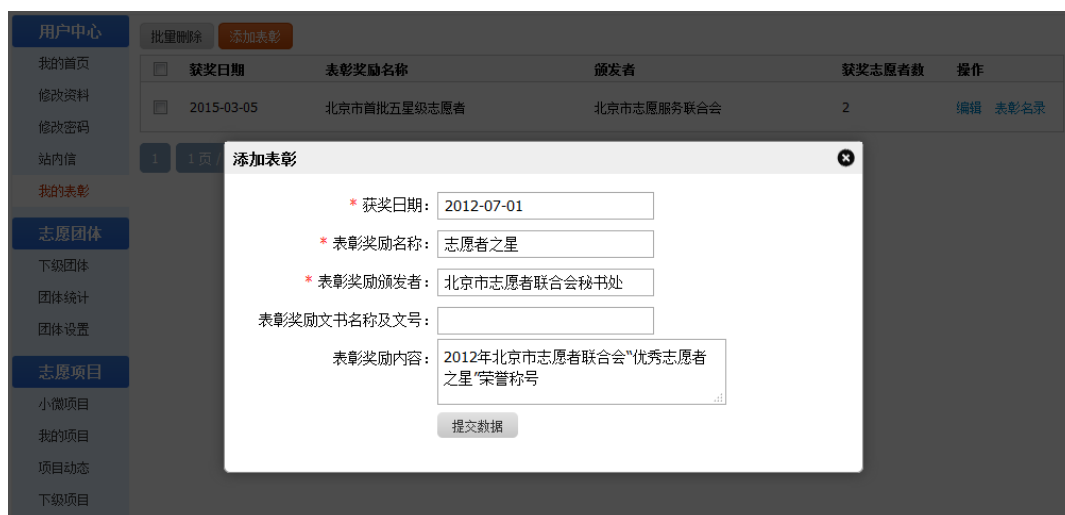 用户中心
我的首页
修改资料
修改密码
站内信
我的表彰
志愿团体
下级团体
团体统计
团体设置
志愿项目
小微项目
我的项目
项目动态
下级项目
批量删除 添加表彰
获奖日期 表彰奖励名称 颁发者 获奖志愿者数 操作
2015-03-05 北京市首批五星级志愿者 北京市志愿服务联合会 2 编辑 表彰名录
1 1页/
添加表彰
* 获奖日期: 2012-07-01
* 表彰奖励名称: 志愿者之星
* 表彰奖励颁发者: 北京市志愿者联合会秘书处
表彰奖励文书名称及文号:
表彰奖励内容: 2012年北京市志愿者联合会"优秀志愿者
之星"荣誉称号
提交数据